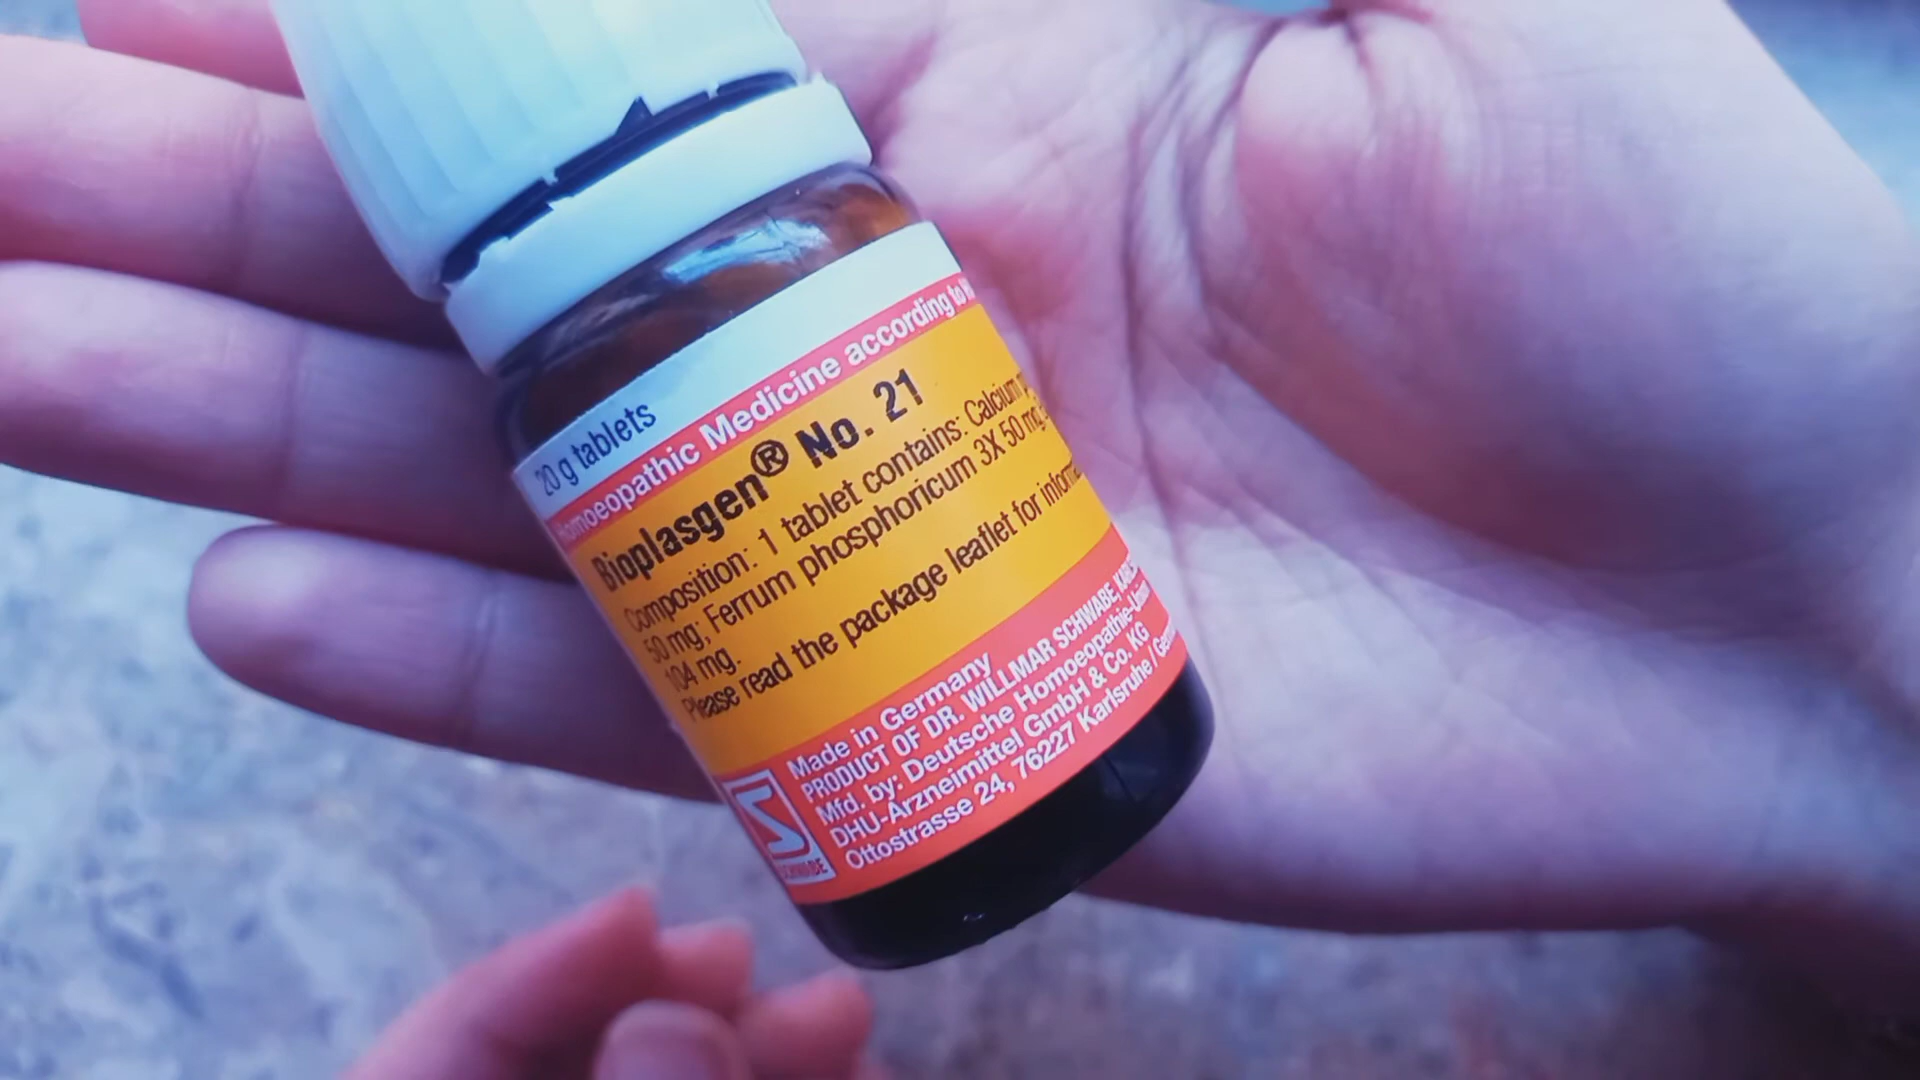 20 g tablets
Homoeopathic Medicine according to
Bioplasgen® No. 21
Composition: 1 tablet contains: Calcium
50 mg; Ferrum phosphoricum 3X 50 mg;
104 mg.
Please read the package leaflet for
Made in Germany
PRODUCT OF DR. WILLMAR SCHWABE,
Mfd. by: Deutsche Homoeopathie-Union
DHU-Arzneimittel GmbH & Co. KG
Ottostrasse 24, 76227 Karlsruhe /
SCHWABE